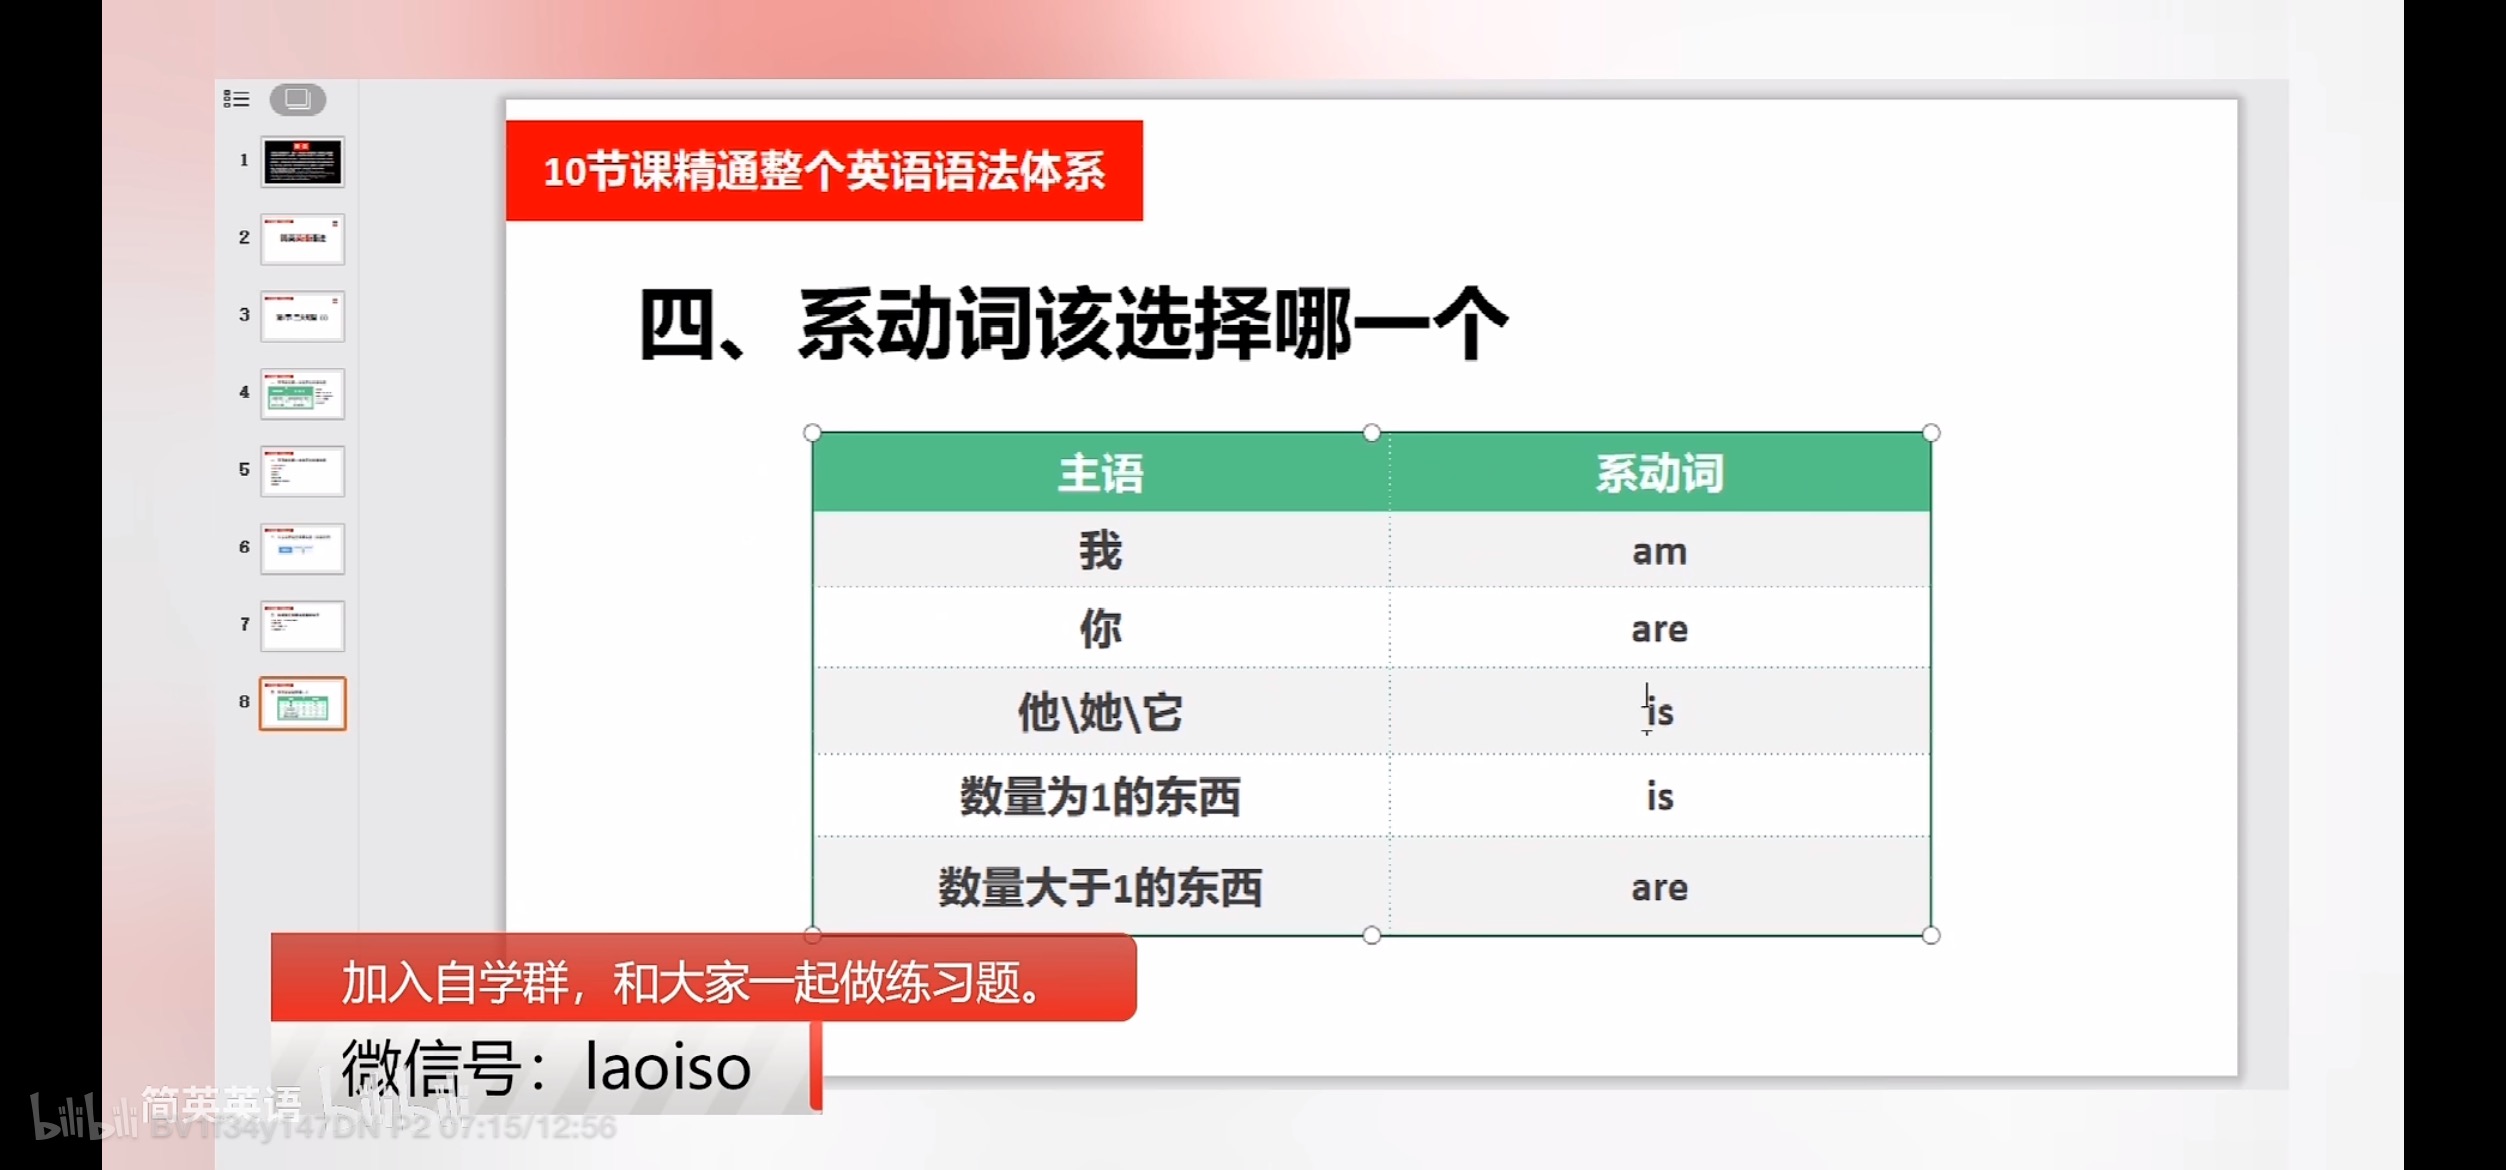 10节课精通整个英语语法体系
四、系动词该选择哪一个
主语 系动词
我 am
你 are
他\她\它 is
数量为1的东西 is
数量大于1的东西 are
1
2
3
4
5
6
7
8
加入自学群，和大家一起做练习题。
微信号：laoiso
bilibili 简英英语 bilibili
BV1f34y147DN P2 07:15/12:56